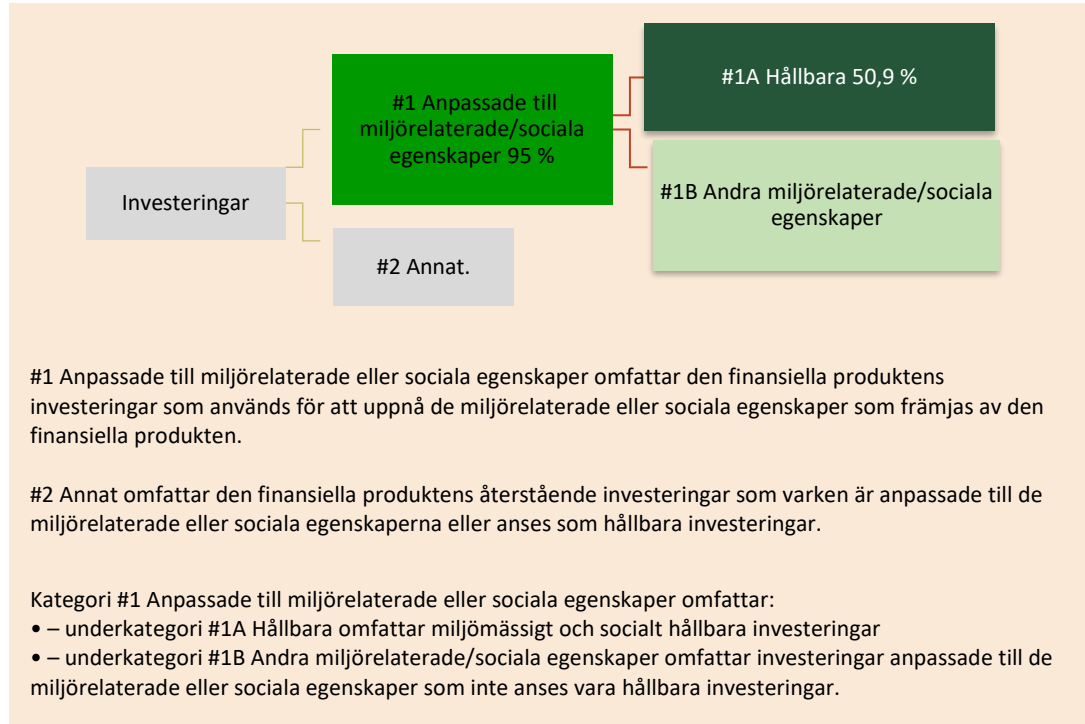 #1A Hållbara 50,9 %
#1 Anpassade till
miljörelaterade/sociala
egenskaper 95 %
#1B Andra miljörelaterade/sociala
egenskaper
Investeringar
#2 Annat.
#1 Anpassade till miljörelaterade eller sociala egenskaper omfattar den finansiella produktens
investeringar som används för att uppnå de miljörelaterade eller sociala egenskaper som främjas av den
finansiella produkten.
#2 Annat omfattar den finansiella produktens återstående investeringar som varken är anpassade till de
miljörelaterade eller sociala egenskaperna eller anses som hållbara investeringar.
Kategori #1 Anpassade till miljörelaterade eller sociala egenskaper omfattar:
• – underkategori #1A Hållbara omfattar miljömässigt och socialt hållbara investeringar
• – underkategori #1B Andra miljörelaterade/sociala egenskaper omfattar investeringar anpassade till de
miljörelaterade eller sociala egenskaper som inte anses vara hållbara investeringar.